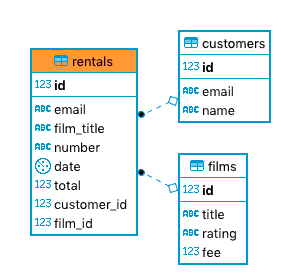 rentals
123 id
ABC email
ABC film_title
ABC number
date
123 total
123 customer_id
123 film_id
customers
123 id
ABC email
ABC name
films
123 id
ABC title
ABC rating
123 fee